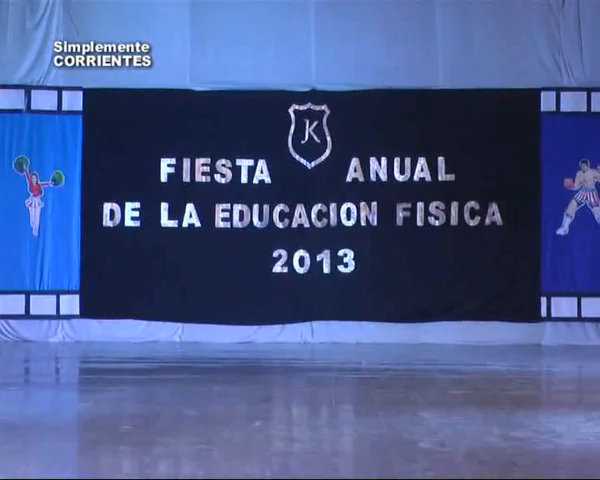 Simplemente
CORRIENTES
JK
FIESTA ANUAL
DE LA EDUCACION FISICA
2013